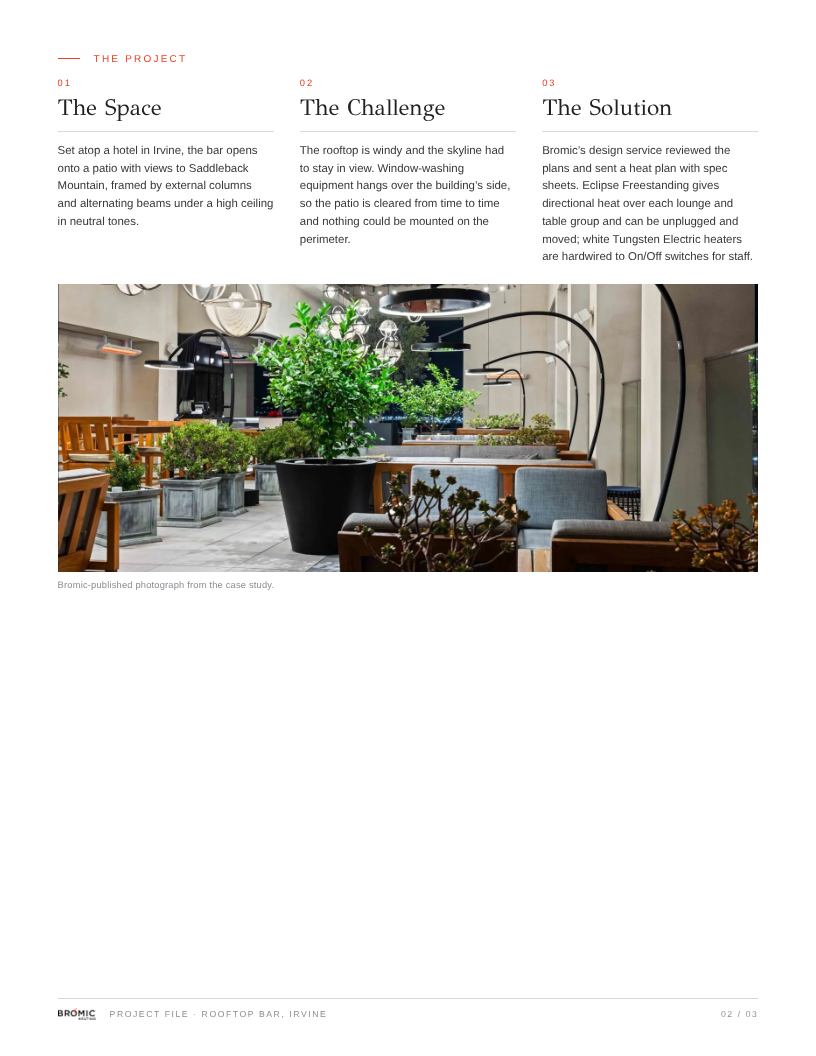 THE PROJECT
01
The Space
Set atop a hotel in Irvine, the bar opens
onto a patio with views to Saddleback
Mountain, framed by external columns
and alternating beams under a high ceiling
in neutral tones.
02
The Challenge
The rooftop is windy and the skyline had
to stay in view. Window-washing
equipment hangs over the building’s side,
so the patio is cleared from time to time
and nothing could be mounted on the
perimeter.
03
The Solution
Bromic’s design service reviewed the
plans and sent a heat plan with spec
sheets. Eclipse Freestanding gives
directional heat over each lounge and
table group and can be unplugged and
moved; white Tungsten Electric heaters
are hardwired to On/Off switches for staff.
Bromic-published photograph from the case study.
BROMIC
HEATING
PROJECT FILE · ROOFTOP BAR, IRVINE
02 / 03